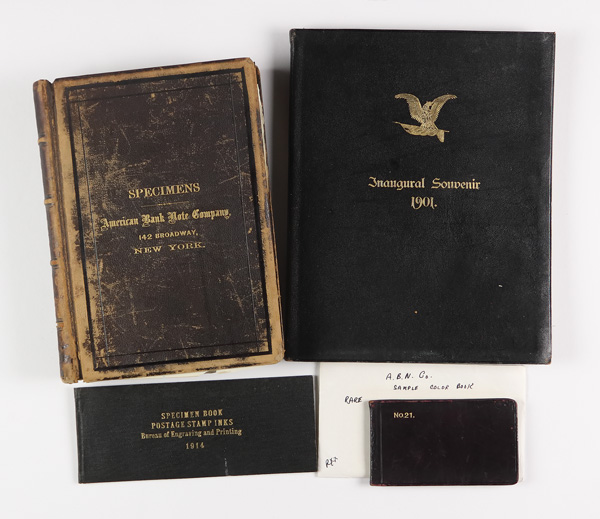 SPECIMENS
American Bank Note Company,
142 BROADWAY,
NEW YORK.
Inaugural Souvenir
1901.
SPECIMEN BOOK
POSTAGE STAMP INKS
Bureau of Engraving and Printing
1914
A.B.N. Co.
SAMPLE COLOR BOOK
RARE
No.21.